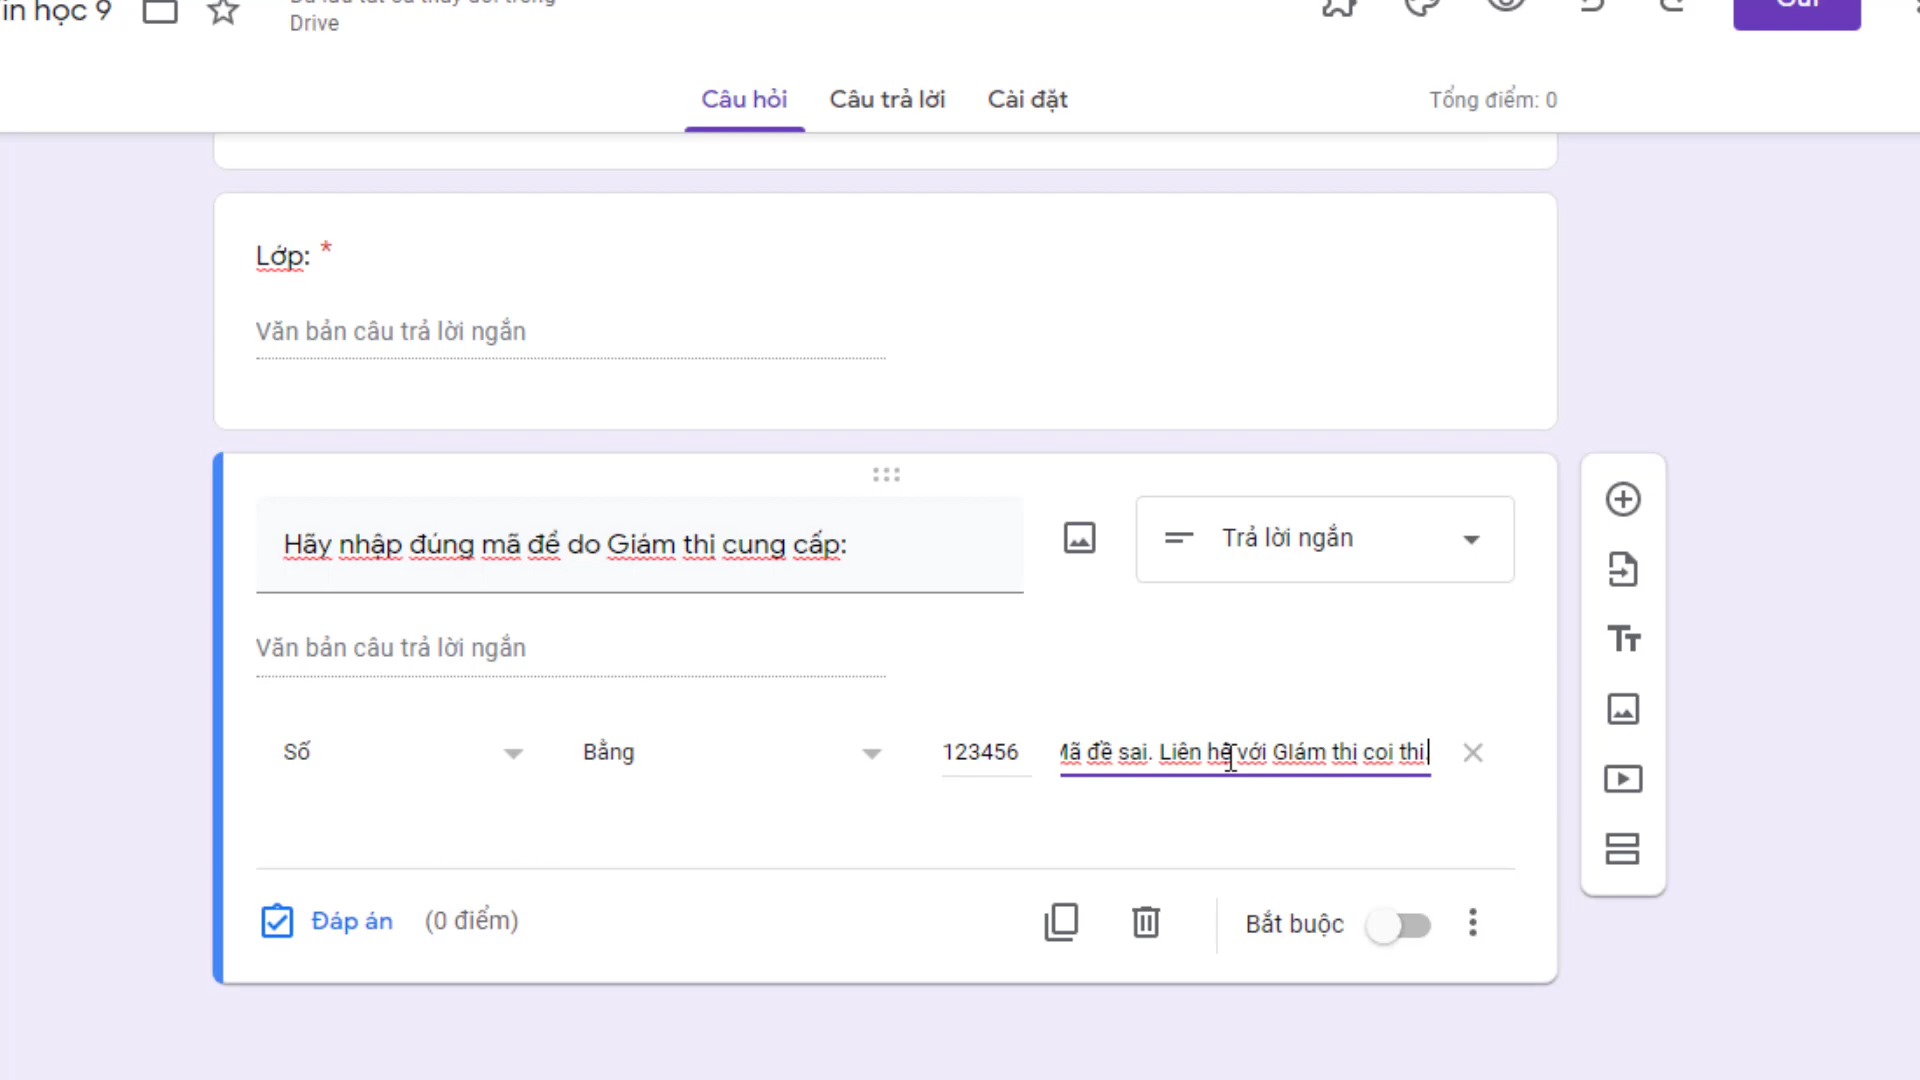 in học 9
Drive
Câu hỏi
Câu trả lời
Cài đặt
Tổng điểm: 0
Lớp: *
Văn bản câu trả lời ngắn
Hãy nhập đúng mã đề do Giám thị cung cấp:
Trả lời ngắn
Văn bản câu trả lời ngắn
Số
Bằng
123456
Mã đề sai. Liên hệ với GIám thị coi thi.
Đáp án
(0 điểm)
Bắt buộc